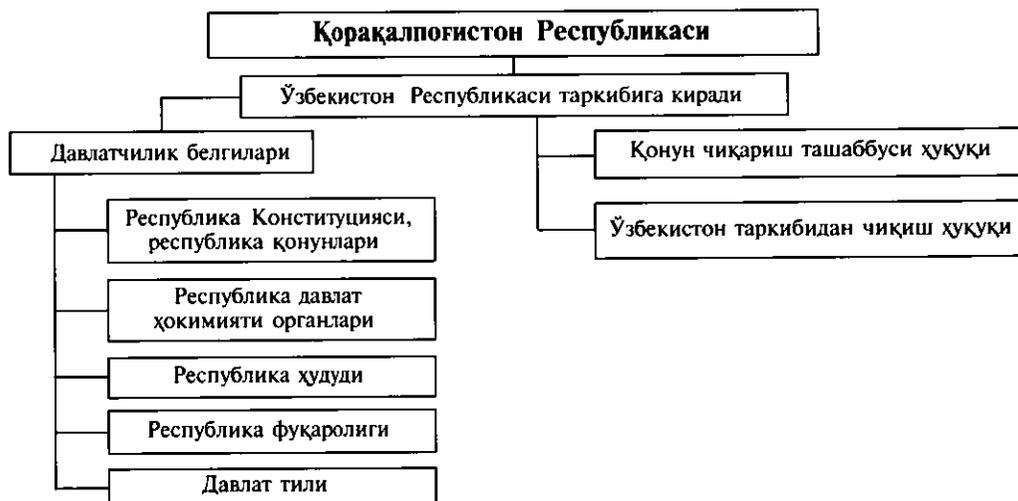 Қорақалпоғистон Республикаси
Ўзбекистон Республикаси таркибига киради
Давлатчилик белгилари
Республика Конституцияси,
республика қонунлари
Республика давлат
ҳокимияти органлари
Республика ҳудуди
Республика фуқаролиги
Давлат тили
Қонун чиқариш ташаббуси ҳуқуқи
Ўзбекистон таркибидан чиқиш ҳуқуқи